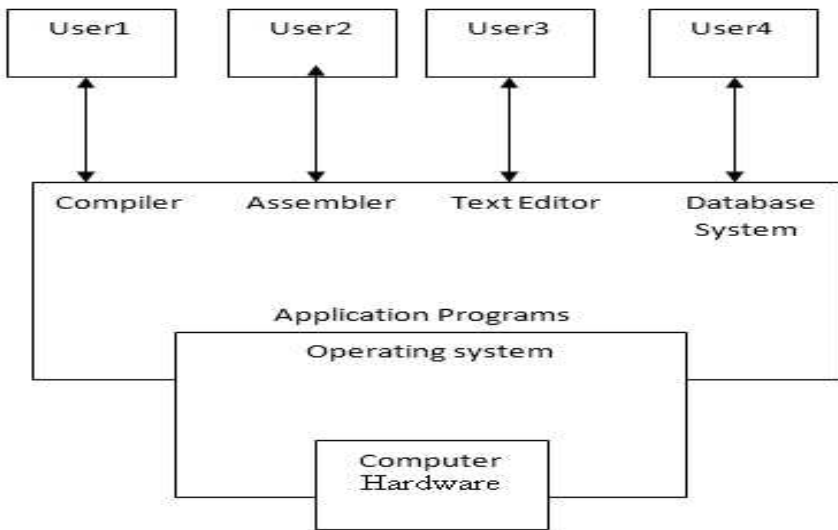 User1
User2
User3
User4
Compiler
Assembler
Text Editor
Database
System
Application Programs
Operating system
Computer
Hardware